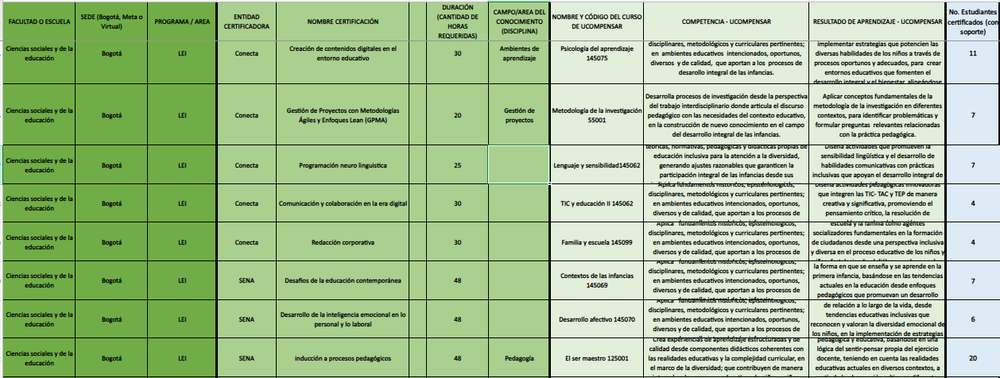 FACULTAD O ESCUELA
SEDE (Bogotá, Meta o
Virtual)
PROGRAMA / AREA
ENTIDAD
CERTIFICADORA
NOMBRE CERTIFICACIÓN
DURACIÓN
(CANTIDAD DE
HORAS
REQUERIDAS)
CAMPO/AREA DEL
CONOCIMIENTO
(DISCIPLINA)
NOMBRE Y CÓDIGO DEL CURSO
DE UCOMPENSAR
COMPETENCIA - UCOMPENSAR
RESULTADO DE APRENDIZAJE - UCOMPENSAR
No. Estudiantes
certificados (con
soporte)
Ciencias sociales y de la
educación
Bogotá
LEI
Conecta
Creación de contenidos digitales en el
entorno educativo
30
Ambientes de
aprendizaje
Psicología del aprendizaje
145075
disciplinares, metodológicos y curriculares pertinentes;
en ambientes educativos intencionados, oportunos,
diversos y de calidad, que aportan a los procesos de
desarollo integral de las infancias.
implementar estrategias que potencien las
diversas habilidades de los niños a través de
procesos oportunos y adecuados, para crear
entornos educativos que fomenten el
desarrollo integral y el bienestar, alineándose
11
Ciencias sociales y de la
educación
Bogotá
LEI
Conecta
Gestión de Proyectos con Metodologías
Ágiles y Enfoques Lean (GPMA)
20
Gestión de
proyectos
Metodología de la investigación
55001
Desarrolla procesos de investigación desde la perspectiva
del trabajo interdisciplinario donde articula el discurso
pedagógico con las necesidades del contexto educativo,
en la construcción de nuevo conocimiento en el campo
del desarrollo integral de las infancias.
Aplicar conceptos fundamentales de la
metodología de la investigación en diferentes
contextos, para identificar problemáticas y
formular preguntas relevantes relacionadas
con la práctica pedagógica.
7
Ciencias sociales y de la
educación
Bogotá
LEI
Conecta
Programación neuro linguistica
25
Lenguaje y sensibilidad145062
teóricas, normativas, pedagógicas y didácticas propias de
educación inclusiva para la atención a la diversidad,
generando ajustes razonables que garanticen la
participación integral de las infancias desde sus
Diseña actividades que promueven la
sensibilidad lingüística y el desarrollo de
habilidades comunicativas con prácticas
inclusivas que apoyan el desarrollo integral de
7
Ciencias sociales y de la
educación
Bogotá
LEI
Conecta
Comunicación y colaboración en la era digital
30
TIC y educación II 145062
Aplica fundamentos históricos, epistemológicos,
disciplinares, metodológicos y curriculares pertinentes;
en ambientes educativos intencionados, oportunos,
diversos y de calidad, que aportan a los procesos de
Diseña actividades pedagógicas innovadoras
que integren las TIC- TAC y TEP de manera
creativa y significativa, promoviendo el
pensamiento crítico, la resolución de
4
Ciencias sociales y de la
educación
Bogotá
LEI
Conecta
Redacción corporativa
30
Familia y escuela 145099
Aplica fundamentos históricos, epistemológicos,
disciplinares, metodológicos y curriculares pertinentes;
en ambientes educativos intencionados, oportunos,
diversos y de calidad, que aportan a los procesos de
escuela y la familia como agentes
socializadores fundamentales en la formación
de ciudadanos desde una perspectiva inclusiva
y diversa en el proceso educativo de los niños y
4
Ciencias sociales y de la
educación
Bogotá
LEI
SENA
Desafíos de la educación contemporánea
48
Contextos de las infancias
145069
Aplica fundamentos históricos, epistemológicos,
disciplinares, metodológicos y curriculares pertinentes;
en ambientes educativos intencionados, oportunos,
diversos y de calidad, que aportan a los procesos de
la forma en que se enseña y se aprende en la
primera infancia, basándose en las tendencias
actuales en la educación desde enfoques
pedagógicos que promuevan un desarrollo
7
Ciencias sociales y de la
educación
Bogotá
LEI
SENA
Desarrollo de la inteligencia emocional en lo
personal y lo laboral
48
Desarrollo afectivo 145070
Aplica fundamentos históricos, epistemológicos,
disciplinares, metodológicos y curriculares pertinentes;
en ambientes educativos intencionados, oportunos,
diversos y de calidad, que aportan a los procesos de
de relación a lo largo de la vida, desde
tendencias educativas inclusivas que
reconocen y valoran la diversidad emocional de
los niños, en la implementación de estrategias
6
Ciencias sociales y de la
educación
Bogotá
LEI
SENA
inducción a procesos pedagógicos
48
Pedagogía
El ser maestro 125001
Crea experiencias de aprendizaje estructuradas y de
calidad desde componentes didácticos coherentes con
las realidades educativas y la complejidad curricular, en
el marco de la diversidad; que contribuyen de manera
pedagógica y educativa, basándose en una
lógica del sentir-pensar propia del ejercicio
docente, teniendo en cuenta las realidades
educativas actuales en diversos contextos,
20